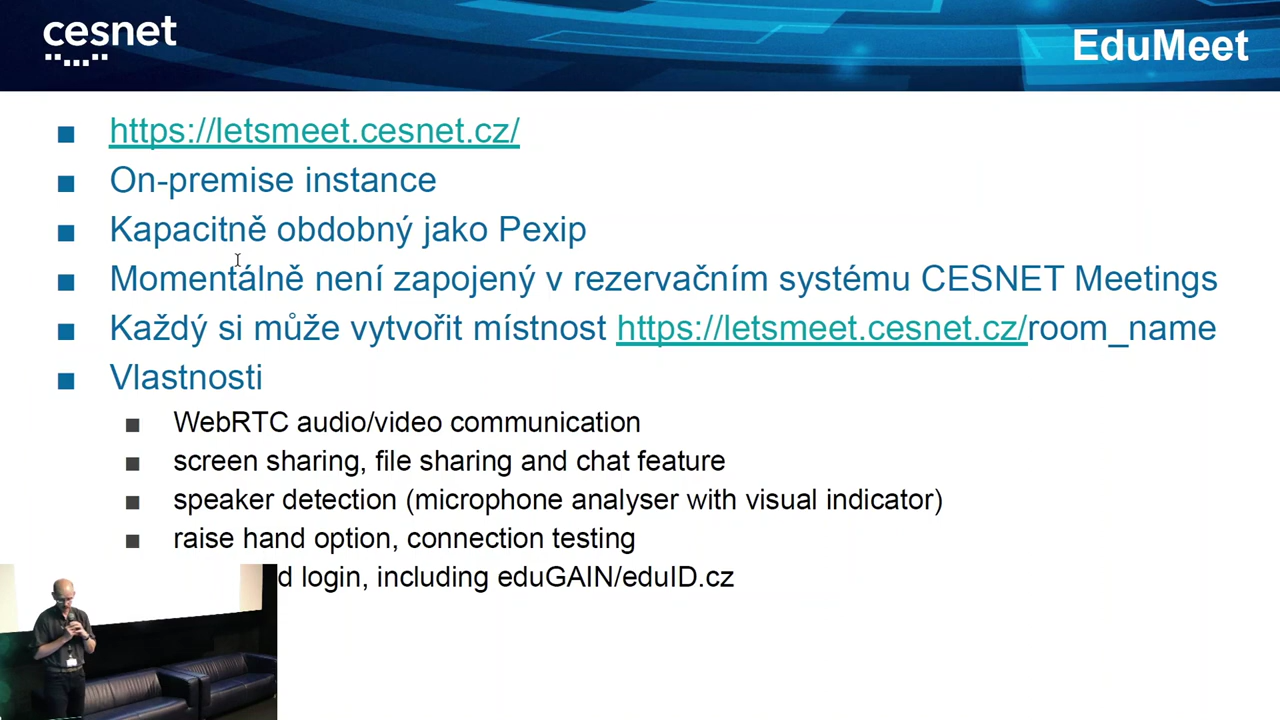 cesnet
EduMeet
https://letsmeet.cesnet.cz/
On-premise instance
Kapacitně obdobný jako Pexip
Momentálně není zapojený v rezervačním systému CESNET Meetings
Každý si může vytvořit místnost https://letsmeet.cesnet.cz/room_name
Vlastnosti
WebRTC audio/video communication
screen sharing, file sharing and chat feature
speaker detection (microphone analyser with visual indicator)
raise hand option, connection testing
login, including eduGAIN/eduID.cz